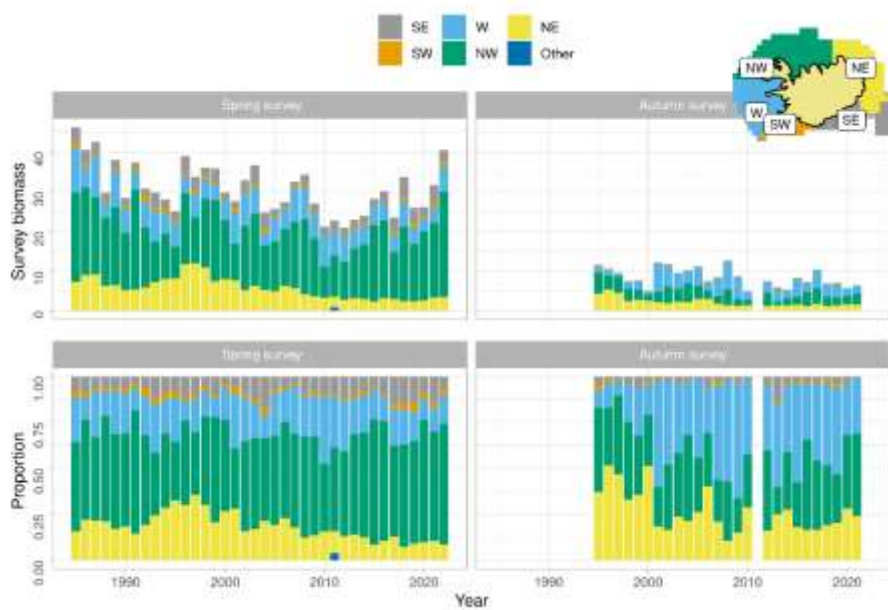 SE W NE
SW NW Other
NW NE
W SW SE
Spring survey Autumn survey
Survey biomass
40
30
20
10
0
Spring survey Autumn survey
Proportion
1.00
0.75
0.50
0.25
0.00
1990 2000 2010 2020 1990 2000 2010 2020
Year